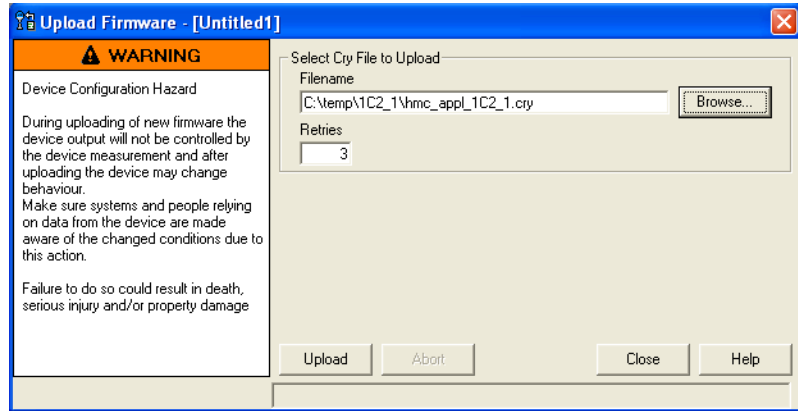 Upload Firmware - [Untitled1]
WARNING
Device Configuration Hazard
During uploading of new firmware the
device output will not be controlled by
the device measurement and after
uploading the device may change
behaviour.
Make sure systems and people relying
on data from the device are made
aware of the changed conditions due to
this action.
Failure to do so could result in death,
serious injury and/or property damage
Select Cry File to Upload
Filename
C:\temp\1C2_1\hmc_appl_1C2_1.cry
Browse...
Retries
3
Upload
Abort
Close
Help